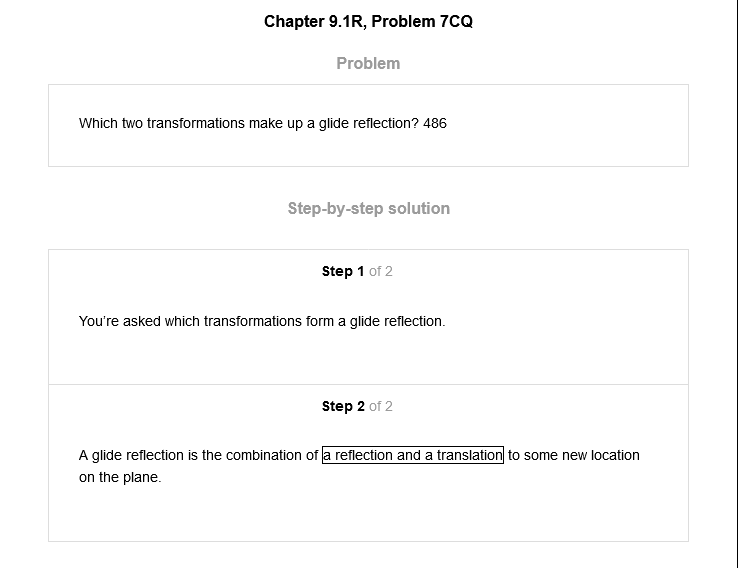 Chapter 9.1R, Problem 7CQ
Problem
Which two transformations make up a glide reflection? 486
Step-by-step solution
Step 1 of 2
You’re asked which transformations form a glide reflection.
Step 2 of 2
A glide reflection is the combination of a reflection and a translation to some new location
on the plane.